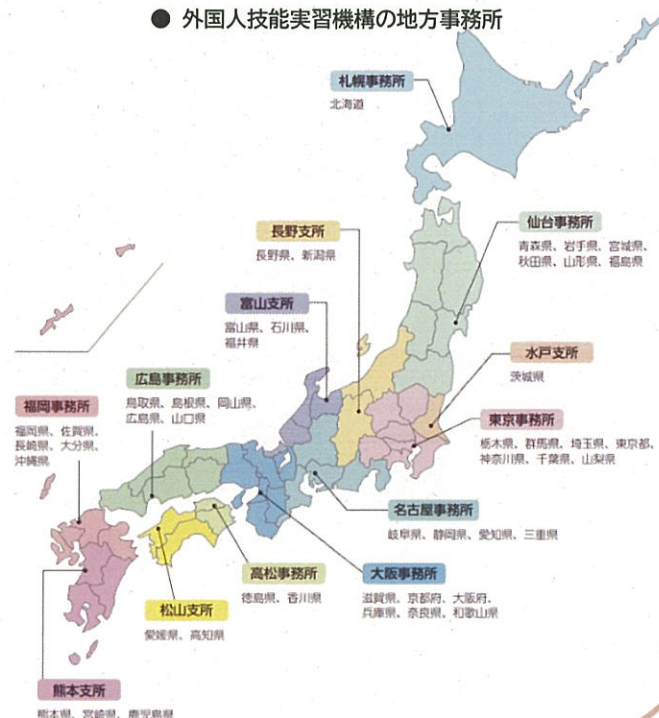 ● 外国人技能実習機構の地方事務所
札幌事務所
北海道
仙台事務所
青森県、岩手県、宮城県、
秋田県、山形県、福島県
長野支所
長野県、新潟県
富山支所
富山県、石川県、
福井県
水戸支所
茨城県
広島事務所
鳥取県、島根県、岡山県、
広島県、山口県
福岡事務所
福岡県、佐賀県、
長崎県、大分県、
沖縄県
東京事務所
栃木県、群馬県、埼玉県、東京都、
神奈川県、千葉県、山梨県
名古屋事務所
岐阜県、静岡県、愛知県、三重県
高松事務所
徳島県、香川県
大阪事務所
滋賀県、京都府、大阪府、
兵庫県、奈良県、和歌山県
松山支所
愛媛県、高知県
熊本支所
熊本県、宮崎県、鹿児島県